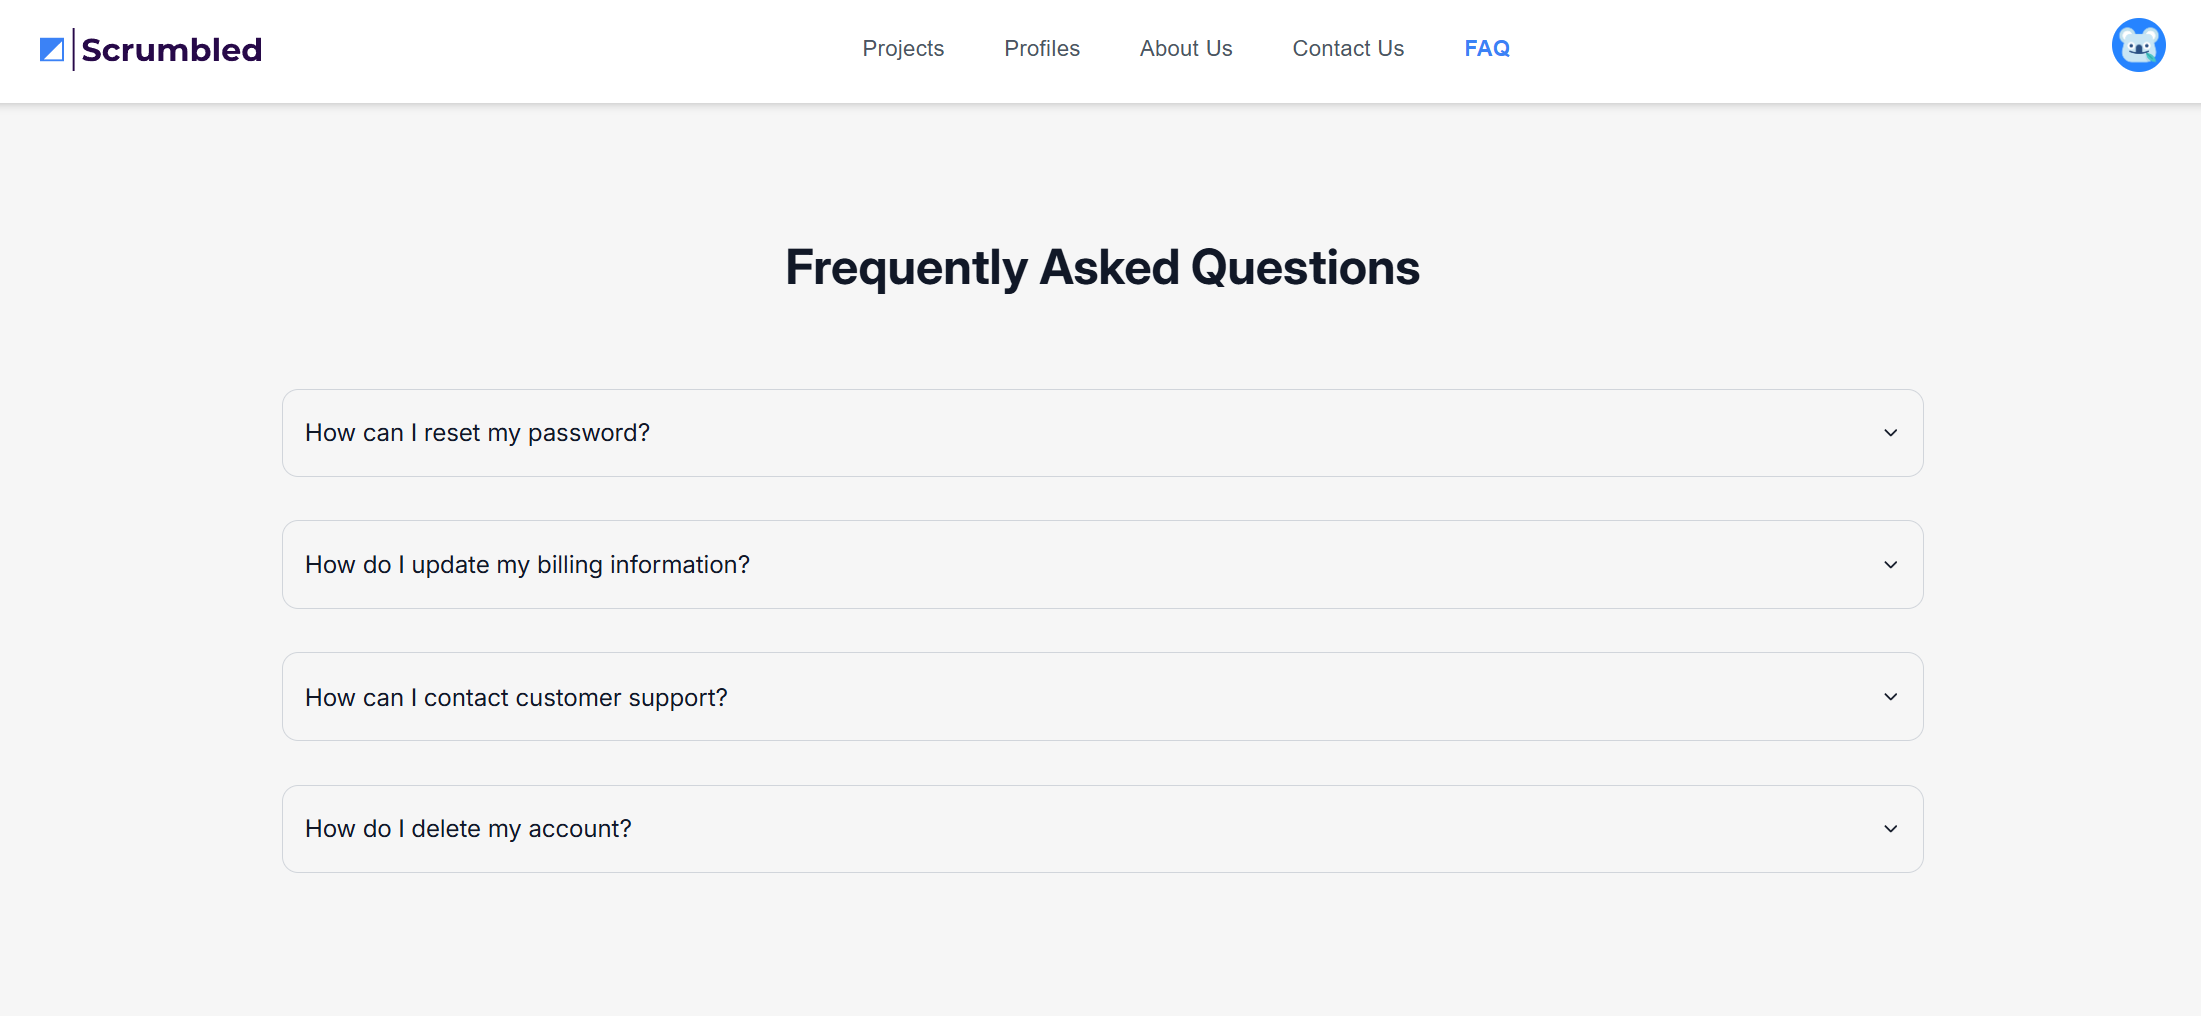 Scrumbled
Projects
Profiles
About Us
Contact Us
FAQ
Frequently Asked Questions
How can I reset my password?
How do I update my billing information?
How can I contact customer support?
How do I delete my account?